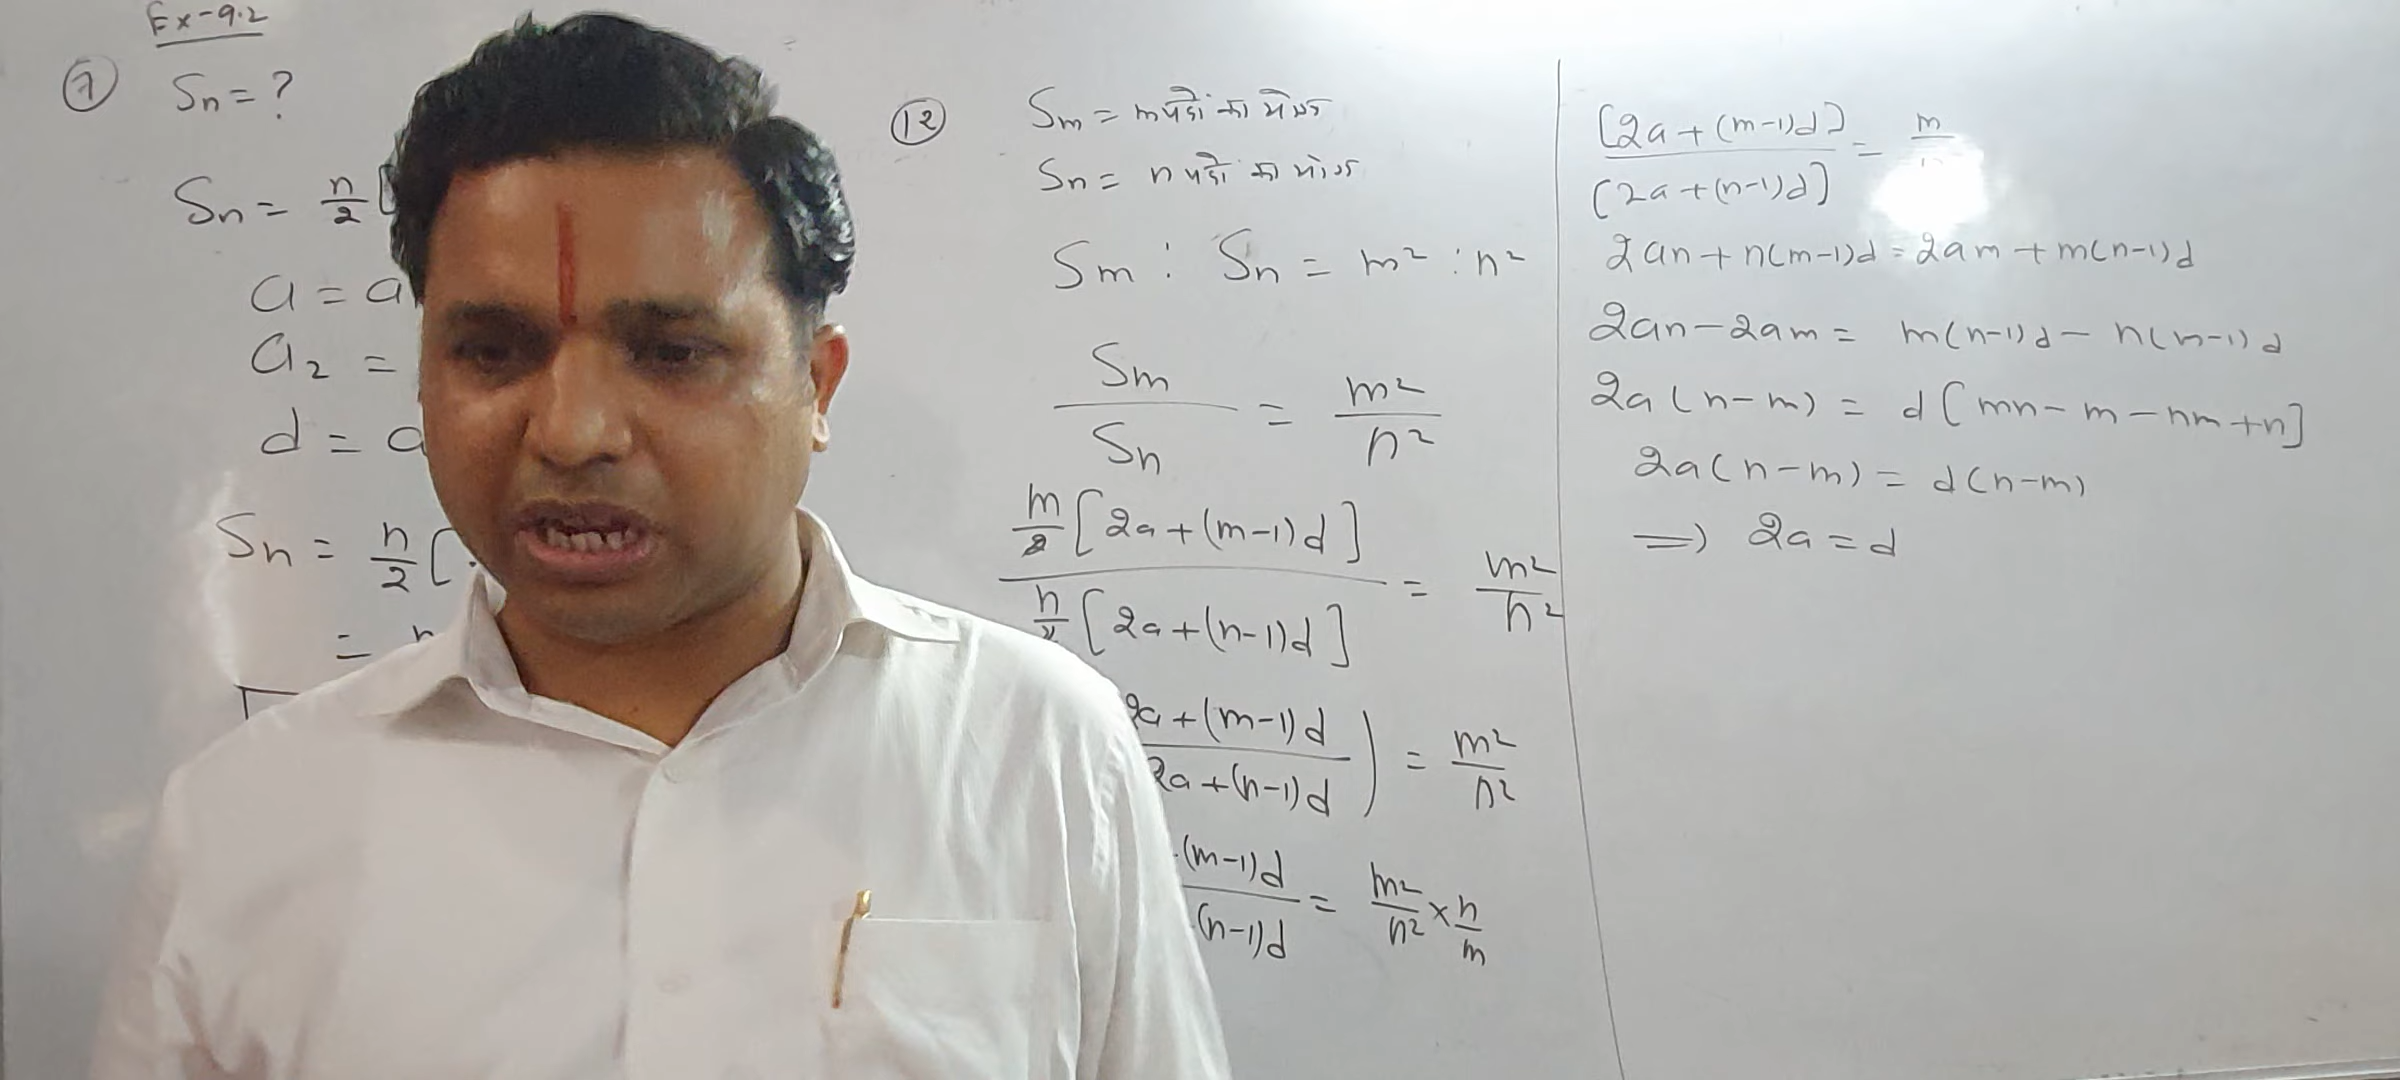 Ex-9.2
(7) Sn = ?
Sn = n/2 [
a = a
a₂ =
d = a
Sn = n/2 [
= n
(12) Sm = m पदों का योग
Sn = n पदों का योग
Sm : Sn = m² : n²
Sm/Sn = m²/n²
m/2 [2a+(m-1)d] / n/2 [2a+(n-1)d] = m²/n²
2a+(m-1)d / 2a+(n-1)d ) = m²/n²
(m-1)d / (n-1)d = m²/n² × n/m
[2a+(m-1)d] / [2a+(n-1)d] = m
2an+n(m-1)d = 2am+m(n-1)d
2an-2am = m(n-1)d - n(m-1)d
2a(n-m) = d[mn-m-nm+n]
2a(n-m) = d(n-m)
⇒ 2a = d